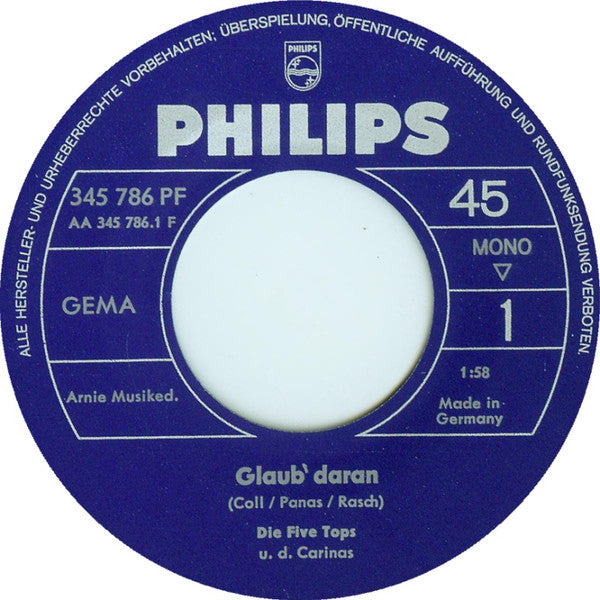 ALLE HERSTELLER- UND URHEBERRECHTE VORBEHALTEN; ÜBERSPIELUNG, ÖFFENTLICHE AUFFÜHRUNG UND RUNDFUNKSENDUNG VERBOTEN.
PHILIPS
PHILIPS
345 786 PF
AA 345 786.1 F
45
MONO
GEMA
1
1:58
Arnie Musiked.
Made in
Germany
Glaub' daran
(Coll / Panas / Rasch)
Die Five Tops
u. d. Carinas